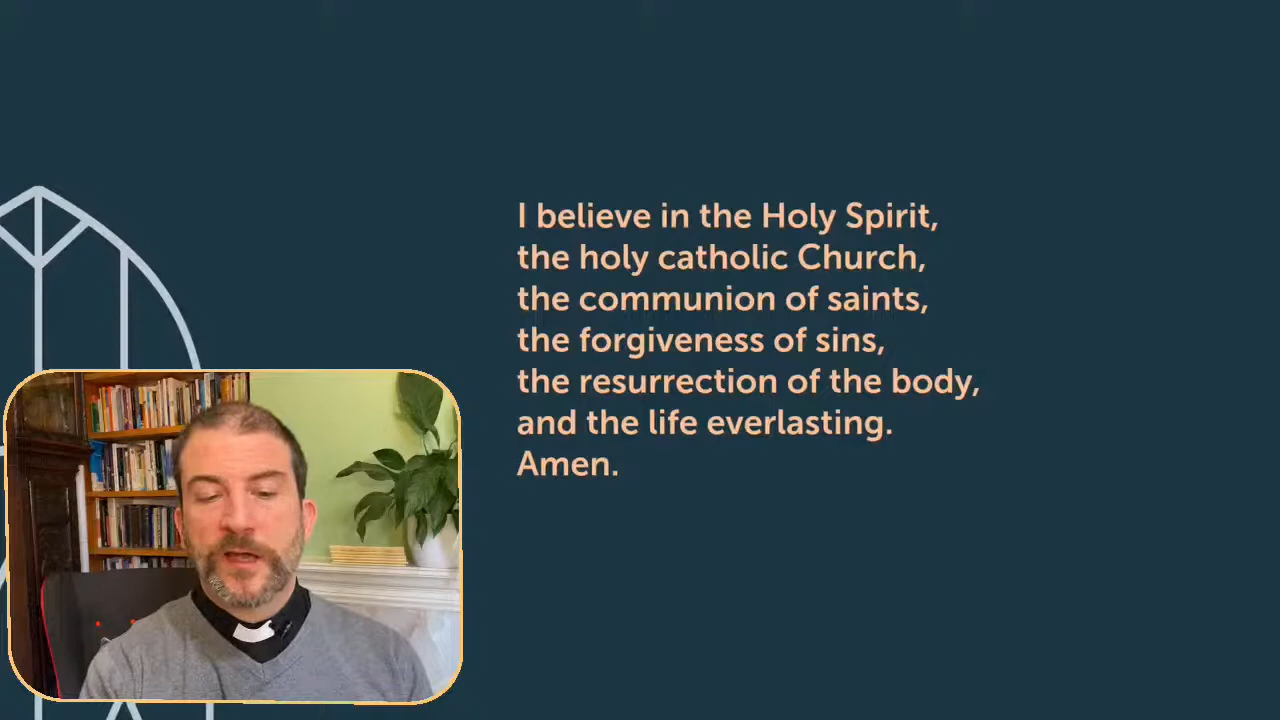 I believe in the Holy Spirit,
the holy catholic Church,
the communion of saints,
the forgiveness of sins,
the resurrection of the body,
and the life everlasting.
Amen.